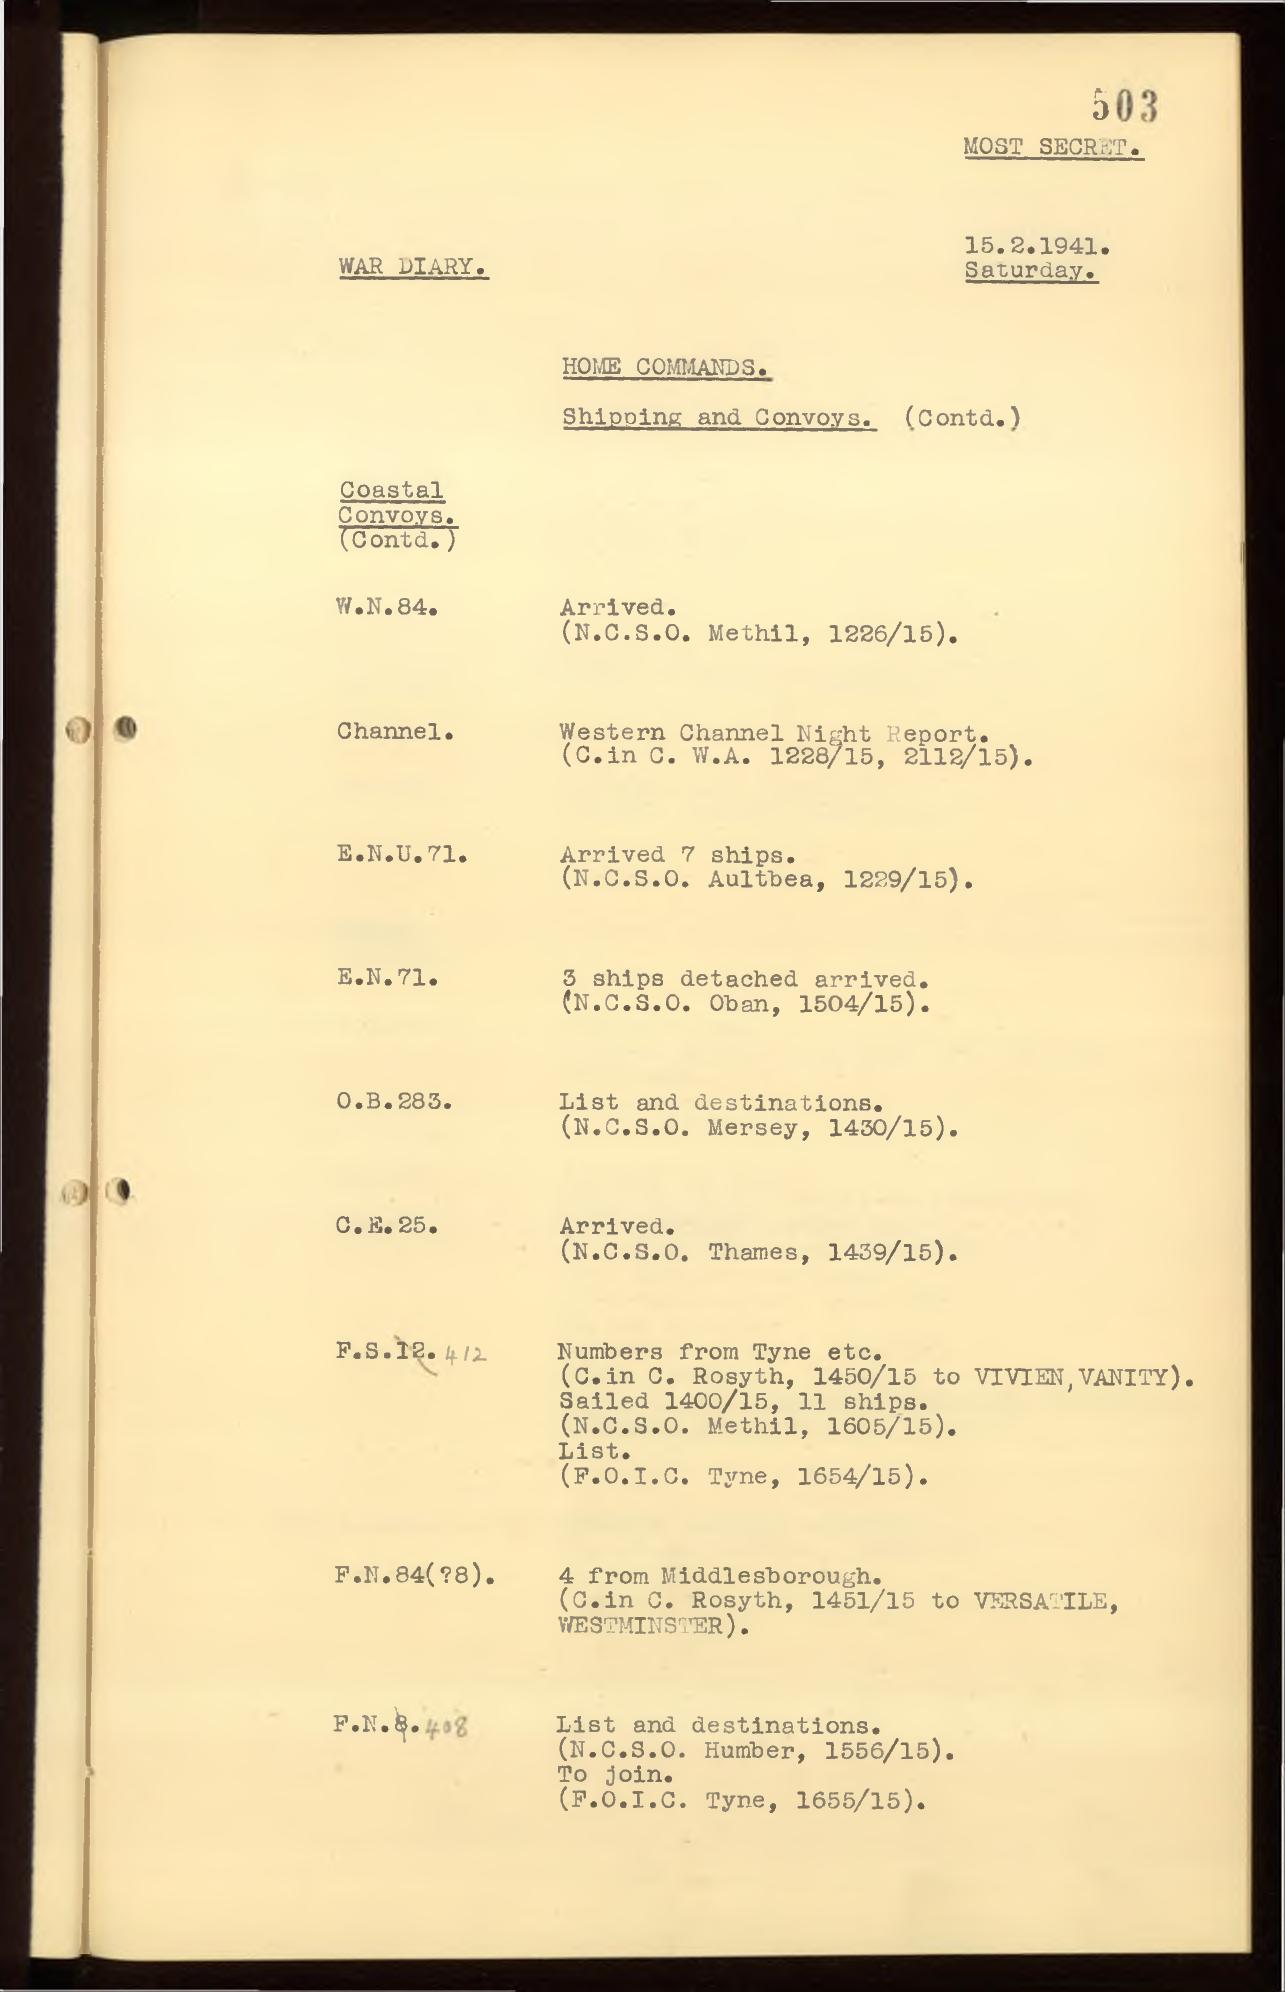 503
MOST SECRET.
15.2.1941.
WAR DIARY.
Saturday.
HOME COMMANDS.
Shipping and Convoys. (Contd.)
Coastal
Convoys.
(Contd.)
W.N.84. Arrived.
(N.C.S.O. Methil, 1226/15).
Channel. Western Channel Night Report.
(C.in C. W.A. 1228/15, 2112/15).
E.N.U.71. Arrived 7 ships.
(N.C.S.O. Aultbea, 1229/15).
E.N.71. 3 ships detached arrived.
(N.C.S.O. Oban, 1504/15).
O.B.283. List and destinations.
(N.C.S.O. Mersey, 1430/15).
C.E.25. Arrived.
(N.C.S.O. Thames, 1439/15).
F.S.12. 412 Numbers from Tyne etc.
(C.in C. Rosyth, 1450/15 to VIVIEN, VANITY).
Sailed 1400/15, 11 ships.
(N.C.S.O. Methil, 1605/15).
List.
(F.O.I.C. Tyne, 1654/15).
F.N.84(?8). 4 from Middlesborough.
(C.in C. Rosyth, 1451/15 to VERSATILE,
WESTMINSTER).
F.N.8. 408 List and destinations.
(N.C.S.O. Humber, 1556/15).
To join.
(F.O.I.C. Tyne, 1655/15).